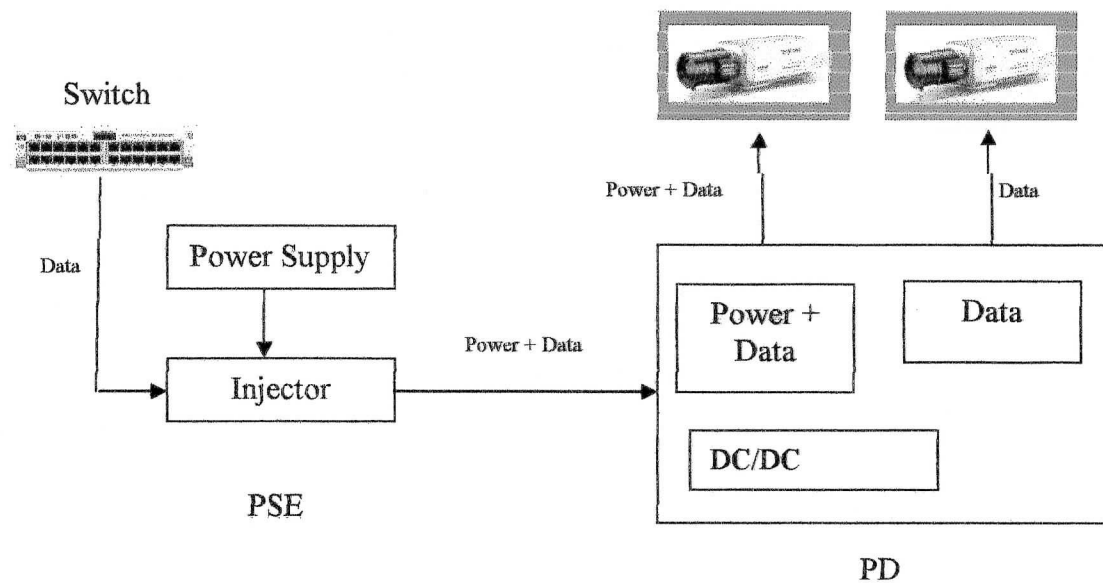 Switch
Power + Data
Data
Data
Power Supply
Power +
Data
Data
Power + Data
Injector
DC/DC
PSE
PD